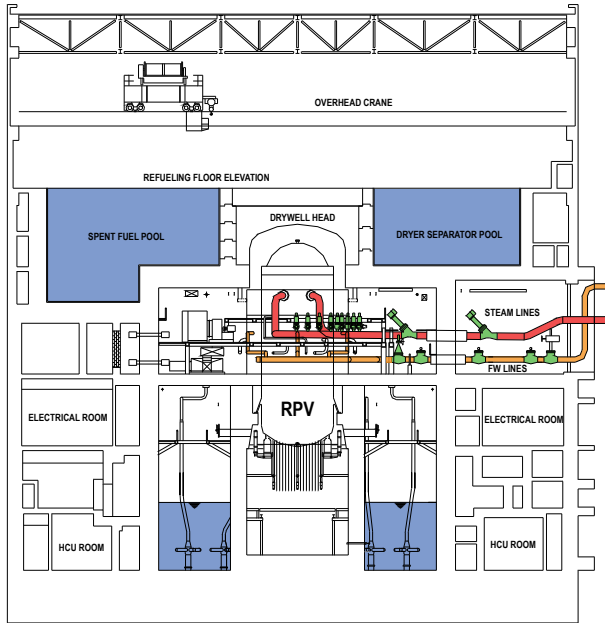 OVERHEAD CRANE
REFUELING FLOOR ELEVATION
DRYWELL HEAD
SPENT FUEL POOL
DRYER SEPARATOR POOL
STEAM LINES
FW LINES
RPV
ELECTRICAL ROOM
ELECTRICAL ROOM
HCU ROOM
HCU ROOM